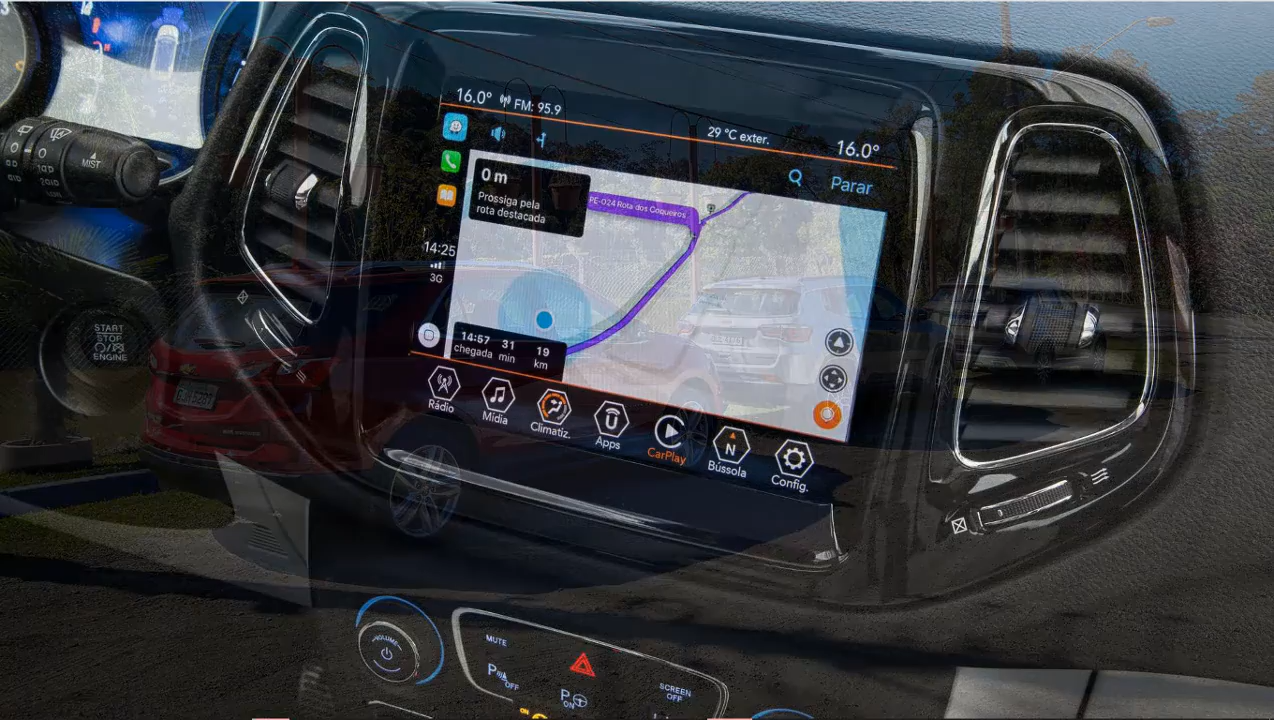 16.0°
FM: 95.9
29 °C exter.
16.0°
Parar
0 m
Prossiga pela
rota destacada
PE-024 Rota dos Coqueiros
14:25
3G
14:57 31 19
chegada min km
Rádio
Mídia
Climatiz.
Apps
CarPlay
N
Bússola
Config.
MIST
START
STOP
ENGINE
VOLUME
MUTE
P OFF
P ON
SCREEN
OFF
ON